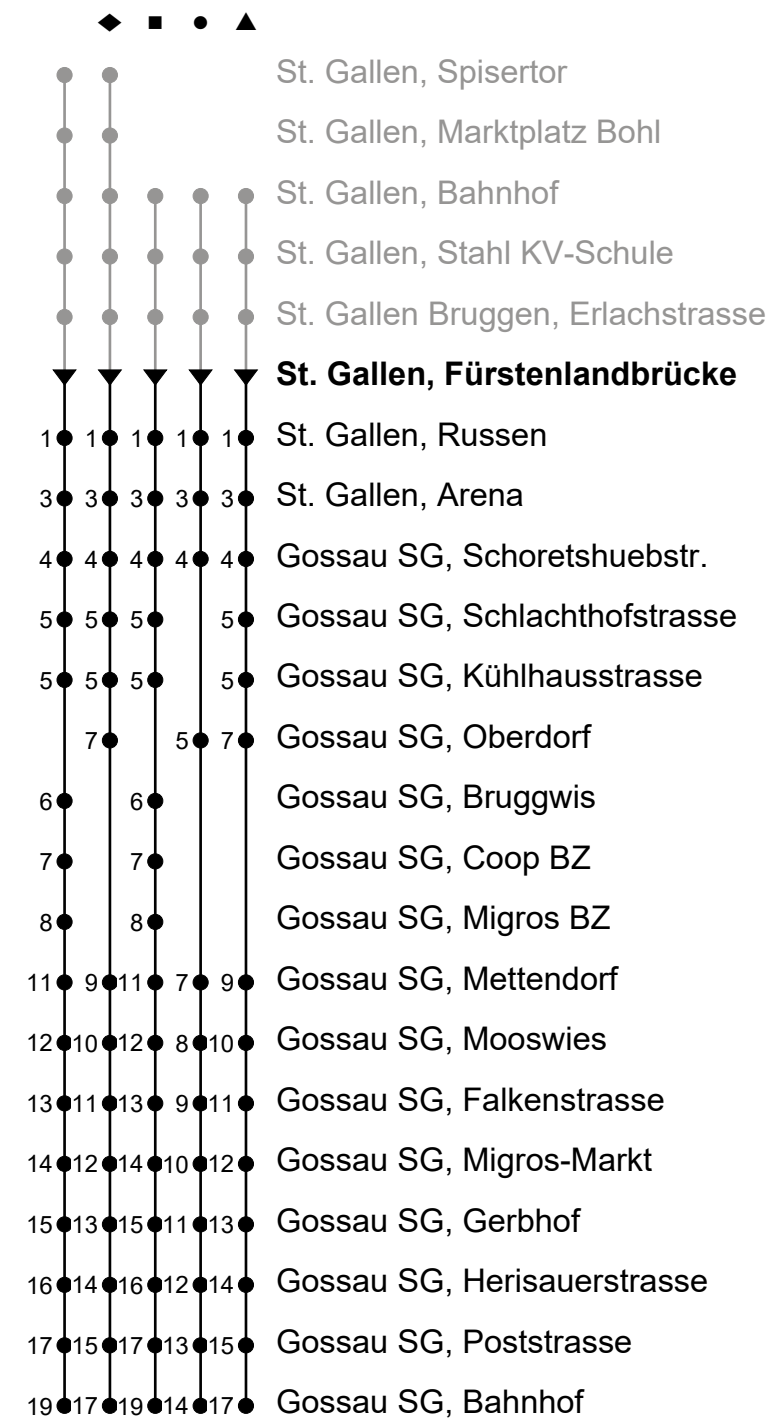 St. Gallen, Spisertor
St. Gallen, Marktplatz Bohl
St. Gallen, Bahnhof
St. Gallen, Stahl KV-Schule
St. Gallen Bruggen, Erlachstrasse
St. Gallen, Fürstenlandbrücke
1 1 1 1 1 St. Gallen, Russen
3 3 3 3 3 St. Gallen, Arena
4 4 4 4 4 Gossau SG, Schoretshuebstr.
5 5 5 5 Gossau SG, Schlachthofstrasse
5 5 5 5 Gossau SG, Kühlhausstrasse
7 5 7 Gossau SG, Oberdorf
6 6 Gossau SG, Bruggwis
7 7 Gossau SG, Coop BZ
8 8 Gossau SG, Migros BZ
11 9 11 7 9 Gossau SG, Mettendorf
12 10 12 8 10 Gossau SG, Mooswies
13 11 13 9 11 Gossau SG, Falkenstrasse
14 12 14 10 12 Gossau SG, Migros-Markt
15 13 15 11 13 Gossau SG, Gerbhof
16 14 16 12 14 Gossau SG, Herisauerstrasse
17 15 17 13 15 Gossau SG, Poststrasse
19 17 19 14 17 Gossau SG, Bahnhof